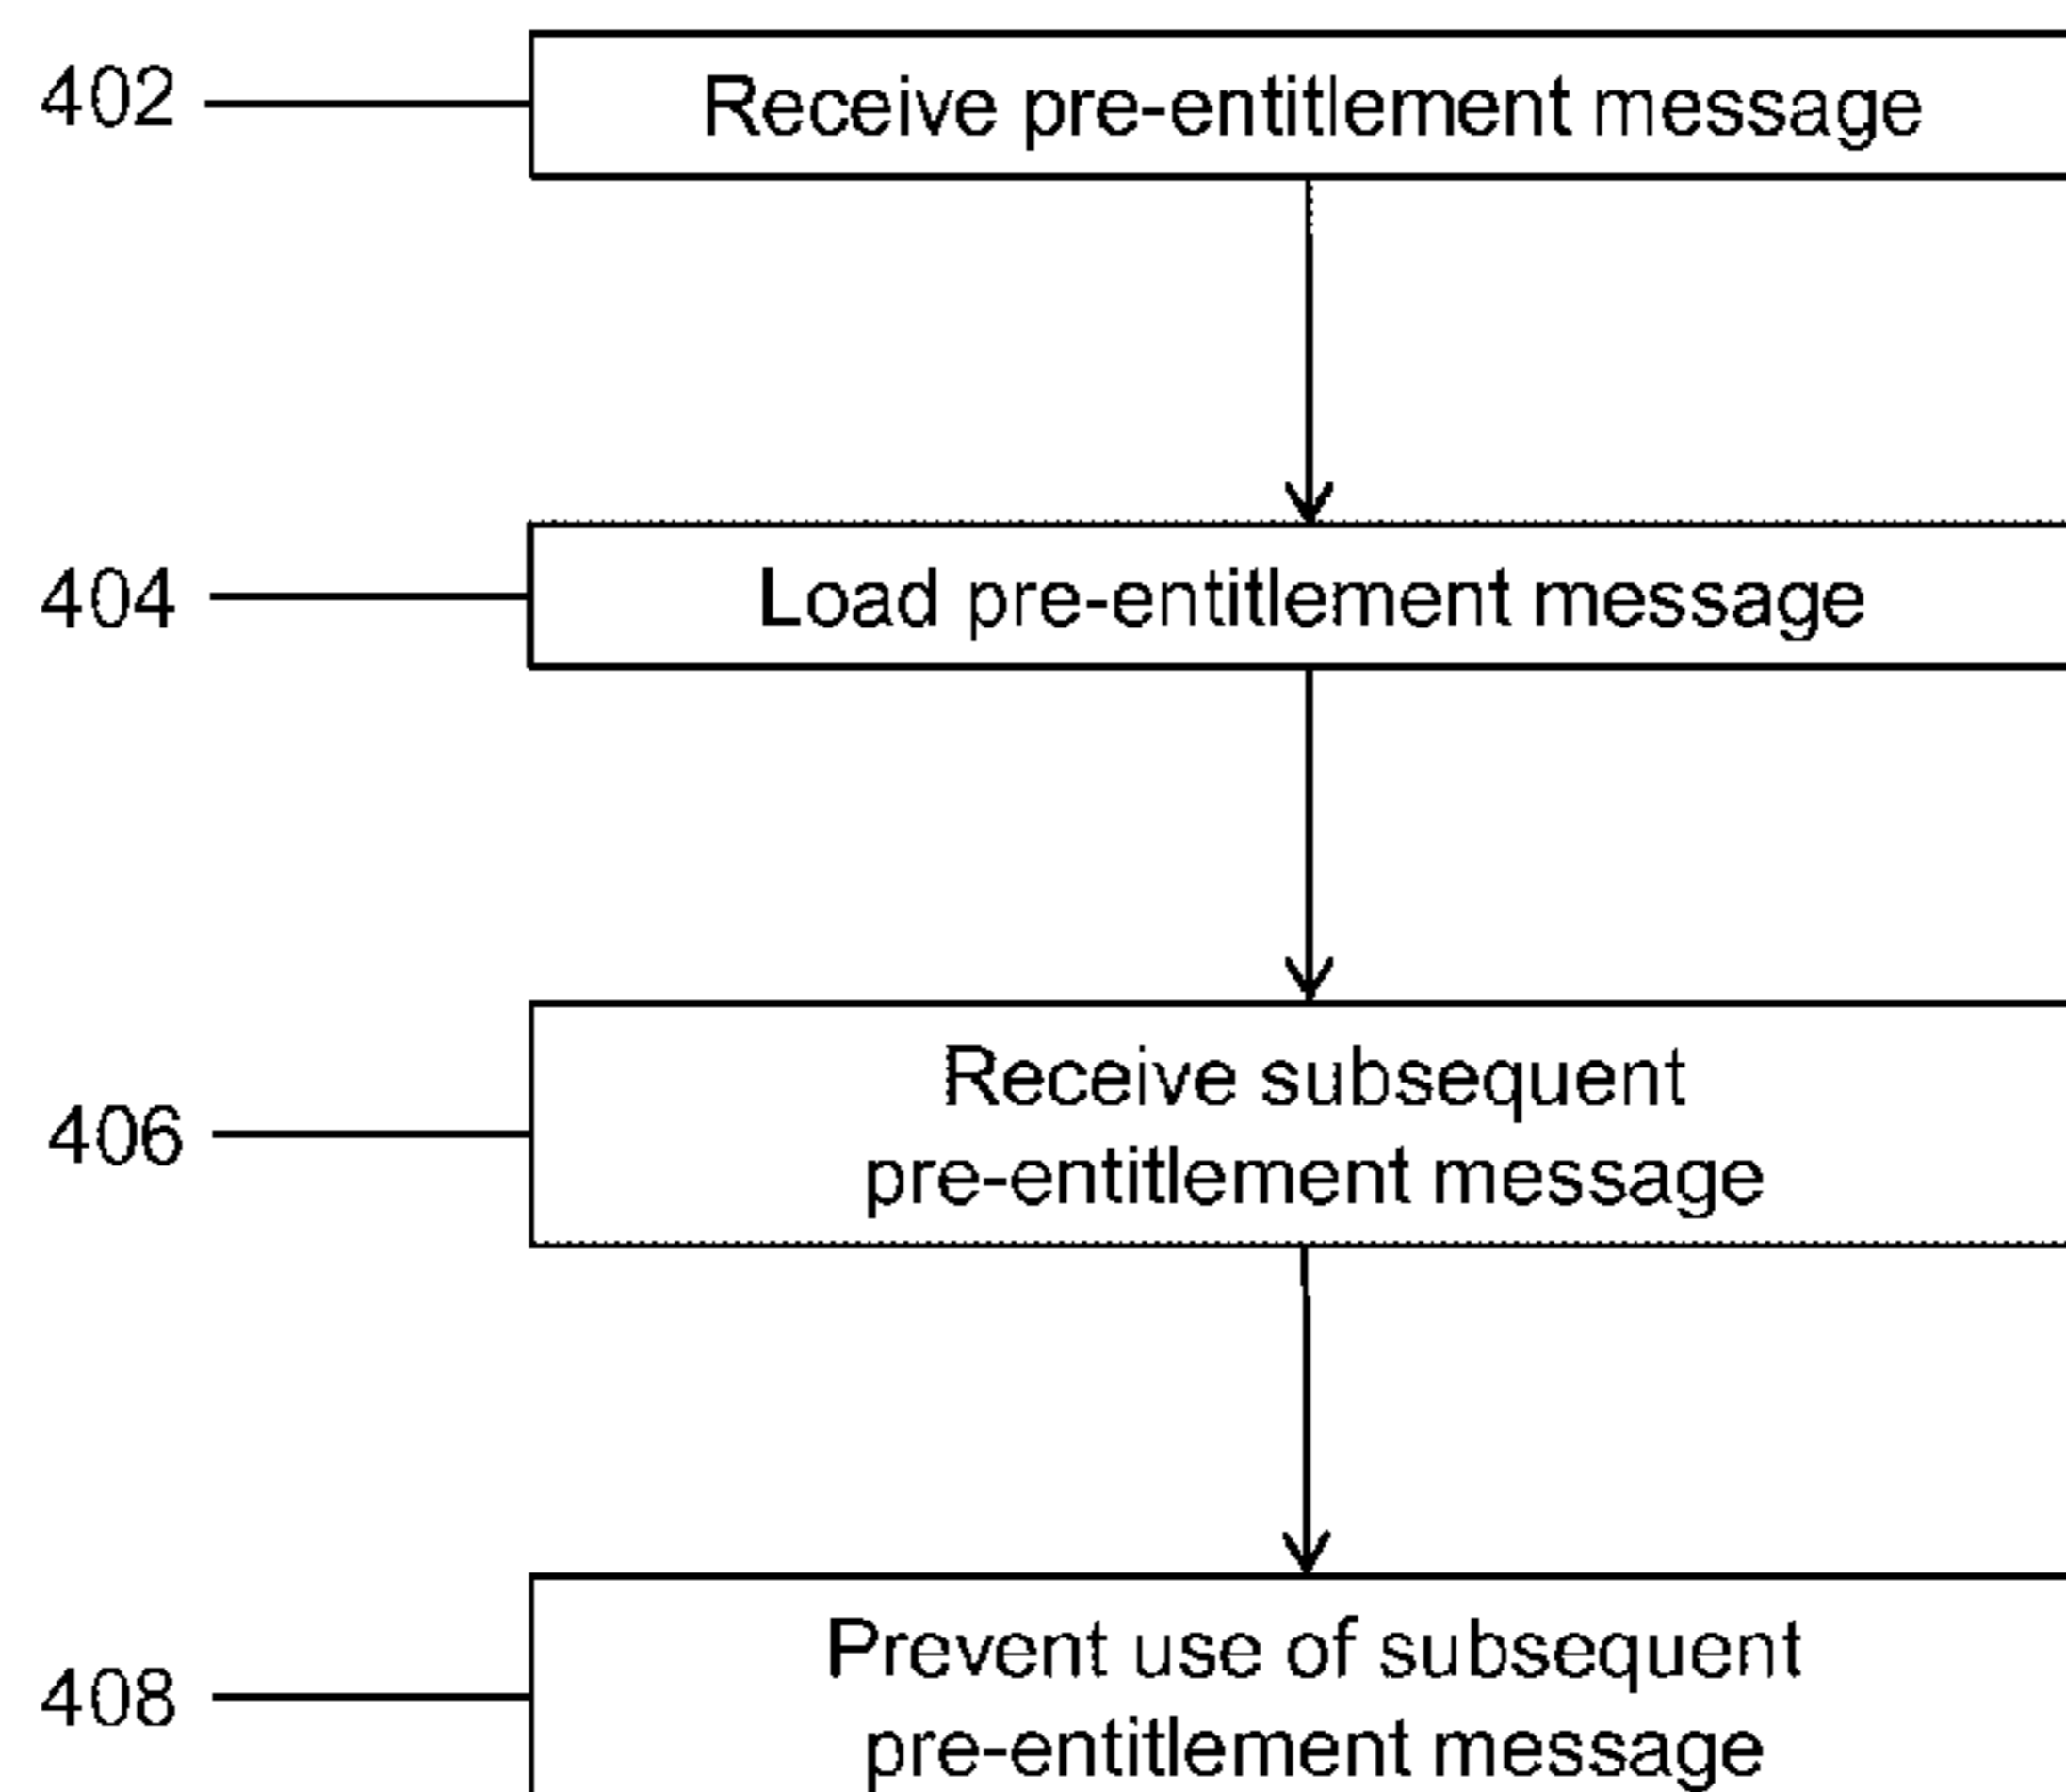 402
Receive pre-entitlement message
404
Load pre-entitlement message
406
Receive subsequent
pre-entitlement message
408
Prevent use of subsequent
pre-entitlement message